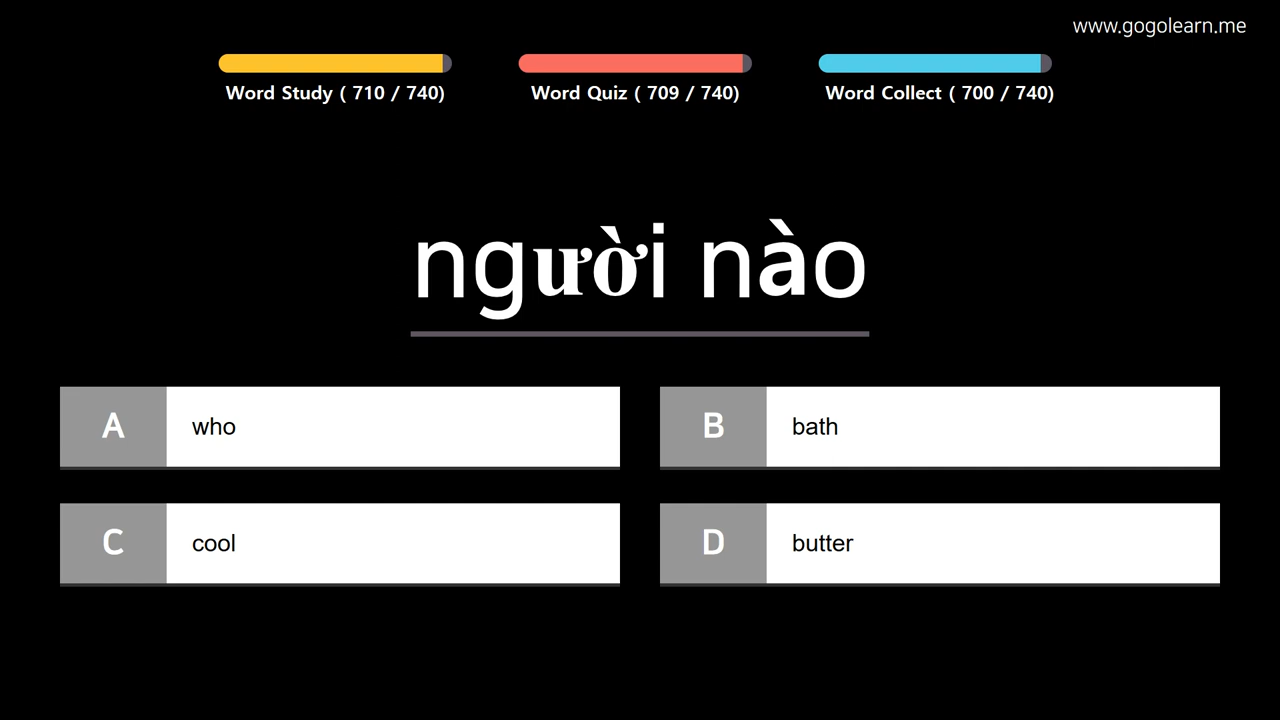 www.gogolearn.me
Word Study ( 710 / 740)
Word Quiz ( 709 / 740)
Word Collect ( 700 / 740)
người nào
A who
B bath
C cool
D butter